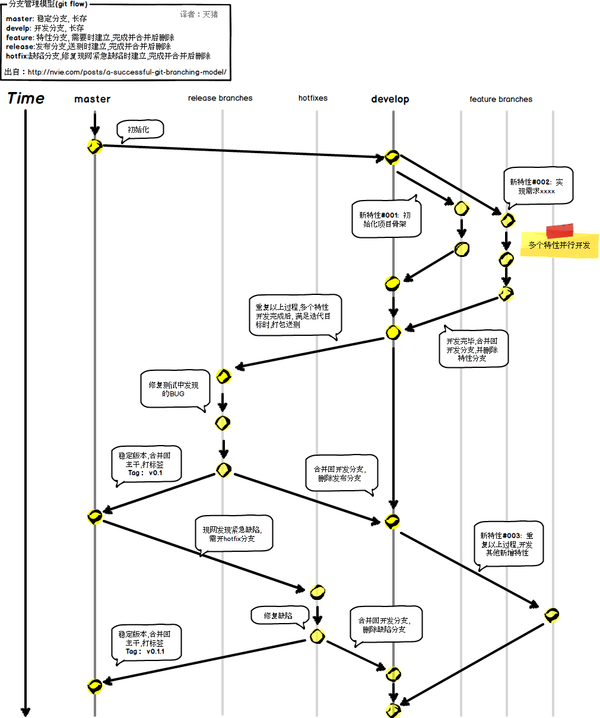 分支管理模型(git flow)
译者：天猪
master: 稳定分支, 长存
develp: 开发分支, 长存
feature: 特性分支, 需要时建立,完成并合并后删除
release:发布分支,送测时建立,完成并合并后删除
hotfix:缺陷分支,修复现网紧急缺陷时建立,完成并合并后删除
出自：http://nvie.com/posts/a-successful-git-branching-model/
Time
master
release branches
hotfixes
develop
feature branches
初始化
新特性#002: 实
现需求xxxx
新特性#001: 初
始化项目骨架
多个特性并行开发
重复以上过程,多个特性
开发完成后, 满足迭代目
标时,打包送测
开发完毕,合并回
开发分支,并删除
特性分支
修复测试中发现
的BUG
稳定版本,合并回
主干,打标签
Tag： v0.1
合并回开发分支,
删除发布分支
现网发现紧急缺陷,
需开hotfix分支
新特性#003: 重
复以上过程,开发
其他新增特性
修复缺陷
合并回开发分支,
删除缺陷分支
稳定版本,合并回
主干,打标签
Tag： v0.1.1